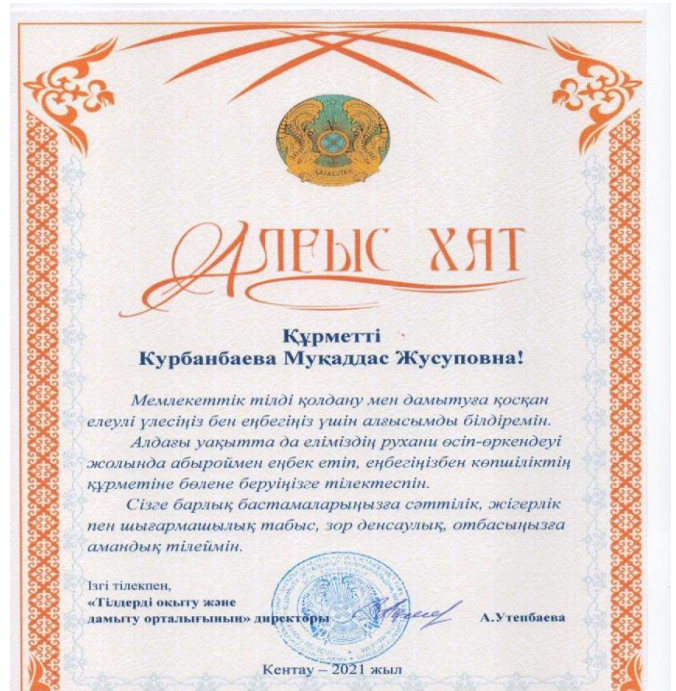 ҚАЗАҚСТАН
АЛҒЫС ХАТ
Құрметті
Курбанбаева Муқаддас Жусуповна!
Мемлекеттік тілді қолдану мен дамытуға қосқан
елеулі үлесіңіз бен еңбегіңіз үшін алғысымды білдіремін.
Алдағы уақытта да еліміздің рухани өсіп-өркендеуі
жолында абыроймен еңбек етіп, еңбегіңізбен көпшіліктің
құрметіне бөлене беруіңізге тілектеспін.
Сізге барлық бастамаларыңызға сәттілік, жігерлік
пен шығармашылық табыс, зор денсаулық, отбасыңызға
амандық тілеймін.
Ізгі тілекпен,
«Тілдерді оқыту және
дамыту орталығының» директоры А.Утепбаева
Кентау – 2021 жыл